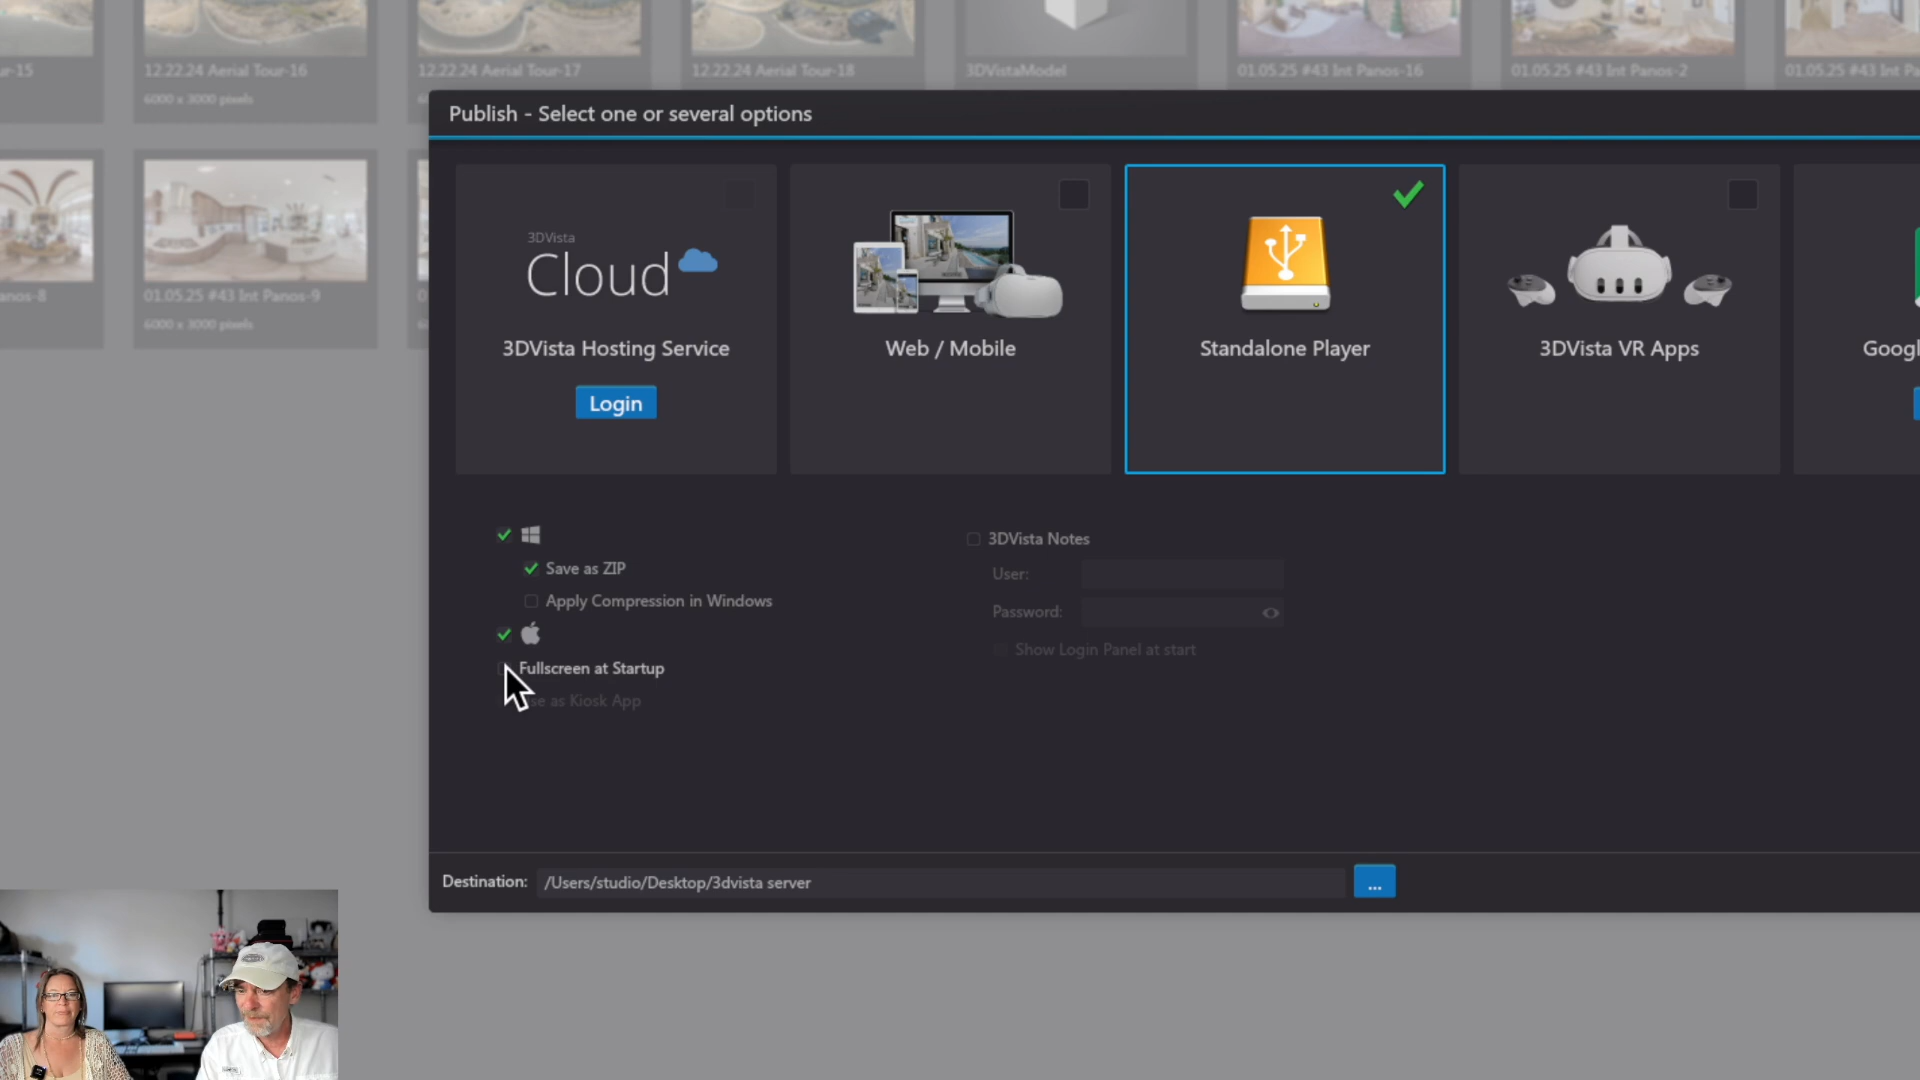 ur-15
12.22.24 Aerial Tour-16
12.22.24 Aerial Tour-17
12.22.24 Aerial Tour-18
3DVistaModel
01.05.25 #43 Int Panos-16
01.05.25 #43 Int Panos-2
01.05.25 #43 Int Pa
6000 x 3000 pixels
Publish - Select one or several options
3DVista
Cloud
3DVista Hosting Service
Login
Web / Mobile
Standalone Player
3DVista VR Apps
Googl
anos-8
01.05.25 #43 Int Panos-9
6000 x 3000 pixels
Save as ZIP
Apply Compression in Windows
Fullscreen at Startup
se as Kiosk App
3DVista Notes
User:
Password:
Show Login Panel at start
Destination: /Users/studio/Desktop/3dvista server
...